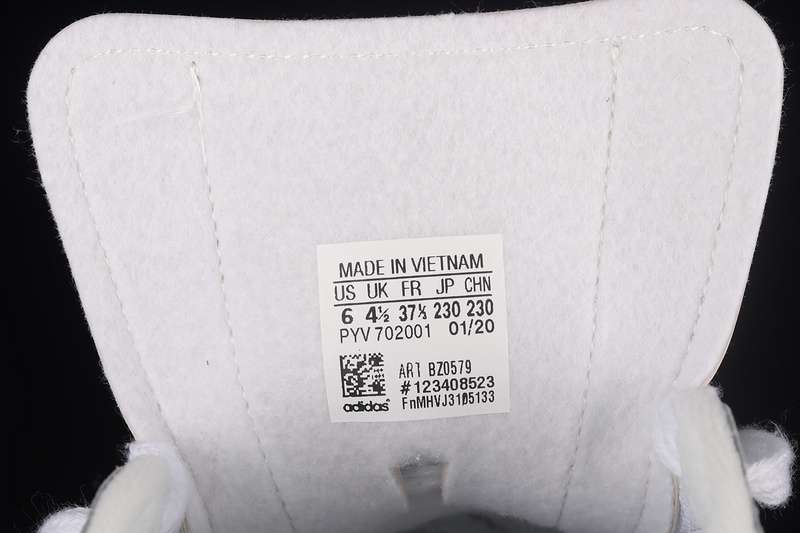 MADE IN VIETNAM
US UK FR JP CHN
6 4½ 37⅓ 230 230
PYV 702001 01/20
ART BZ0579
#123408523
adidas FnMHVJ3105133